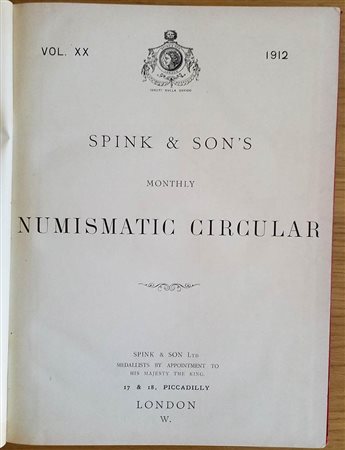 VOL. XX 1912
SPINK & SON'S
MONTHLY
NUMISMATIC CIRCULAR
SPINK & SON LTD
MEDALLISTS BY APPOINTMENT TO
HIS MAJESTY THE KING.
17 & 18, PICCADILLY
LONDON
W.